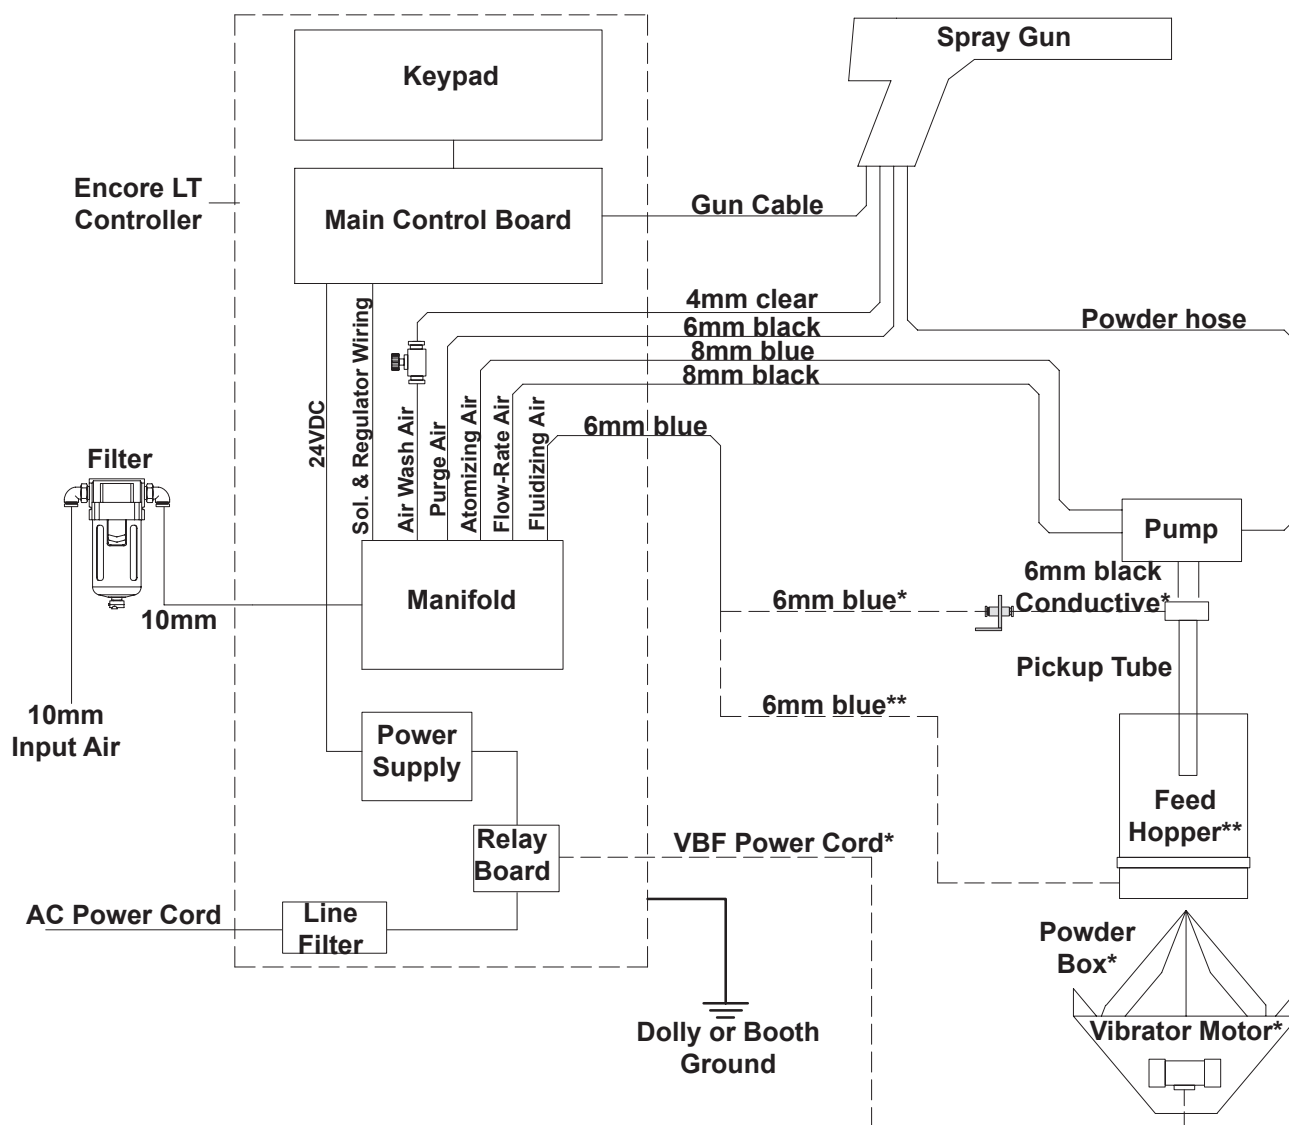 Keypad
Spray Gun
Encore LT
Controller
Main Control Board
Gun Cable
4mm clear
6mm black
Powder hose
8mm blue
8mm black
6mm blue
24VDC
Sol. & Regulator Wiring
Air Wash Air
Purge Air
Atomizing Air
Flow-Rate Air
Fluidizing Air
Filter
Pump
10mm
Manifold
6mm blue*
6mm black
Conductive*
Pickup Tube
10mm
Input Air
6mm blue**
Power
Supply
Feed
Hopper**
Relay
Board
VBF Power Cord*
AC Power Cord
Line
Filter
Powder
Box*
Dolly or Booth
Ground
Vibrator Motor*